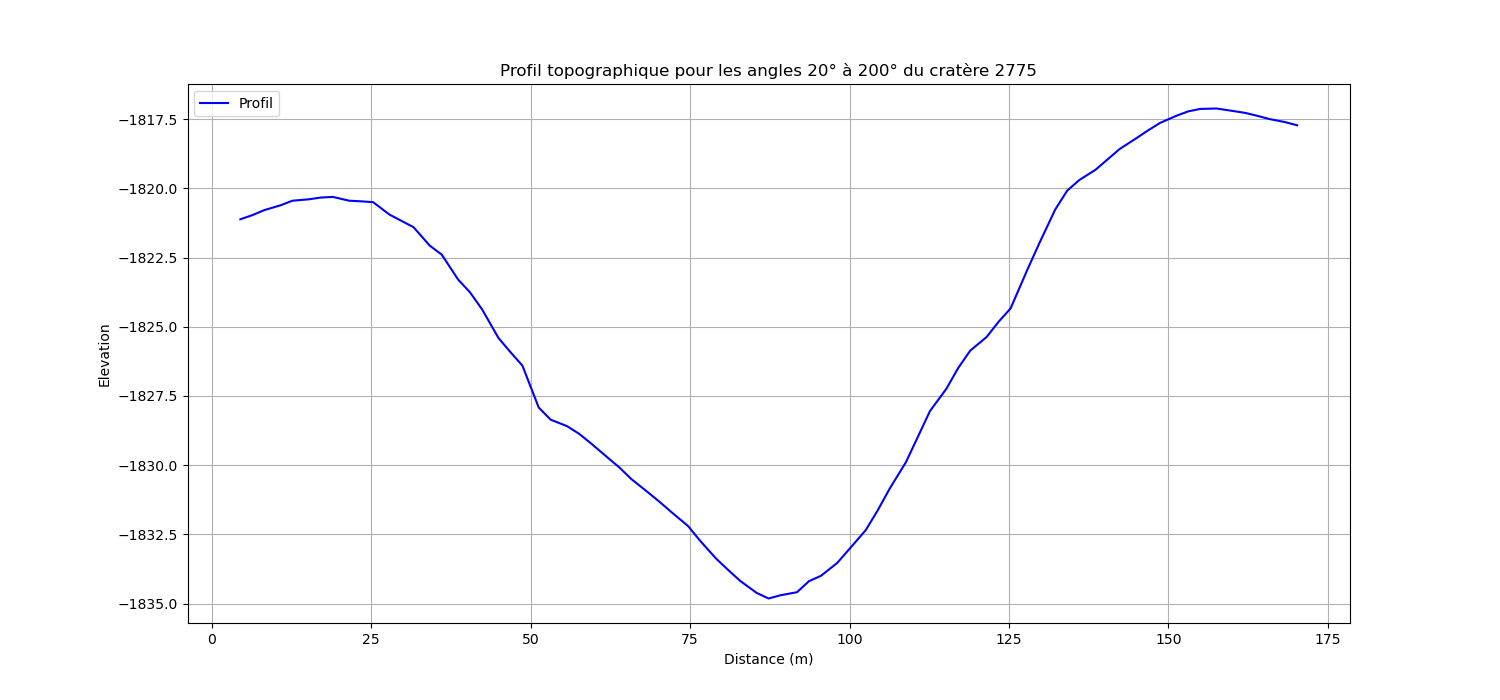 Profil topographique pour les angles 20° à 200° du cratère 2775
Profil
−1817.5
−1820.0
−1822.5
−1825.0
−1827.5
−1830.0
−1832.5
−1835.0
Elevation
0 25 50 75 100 125 150 175
Distance (m)